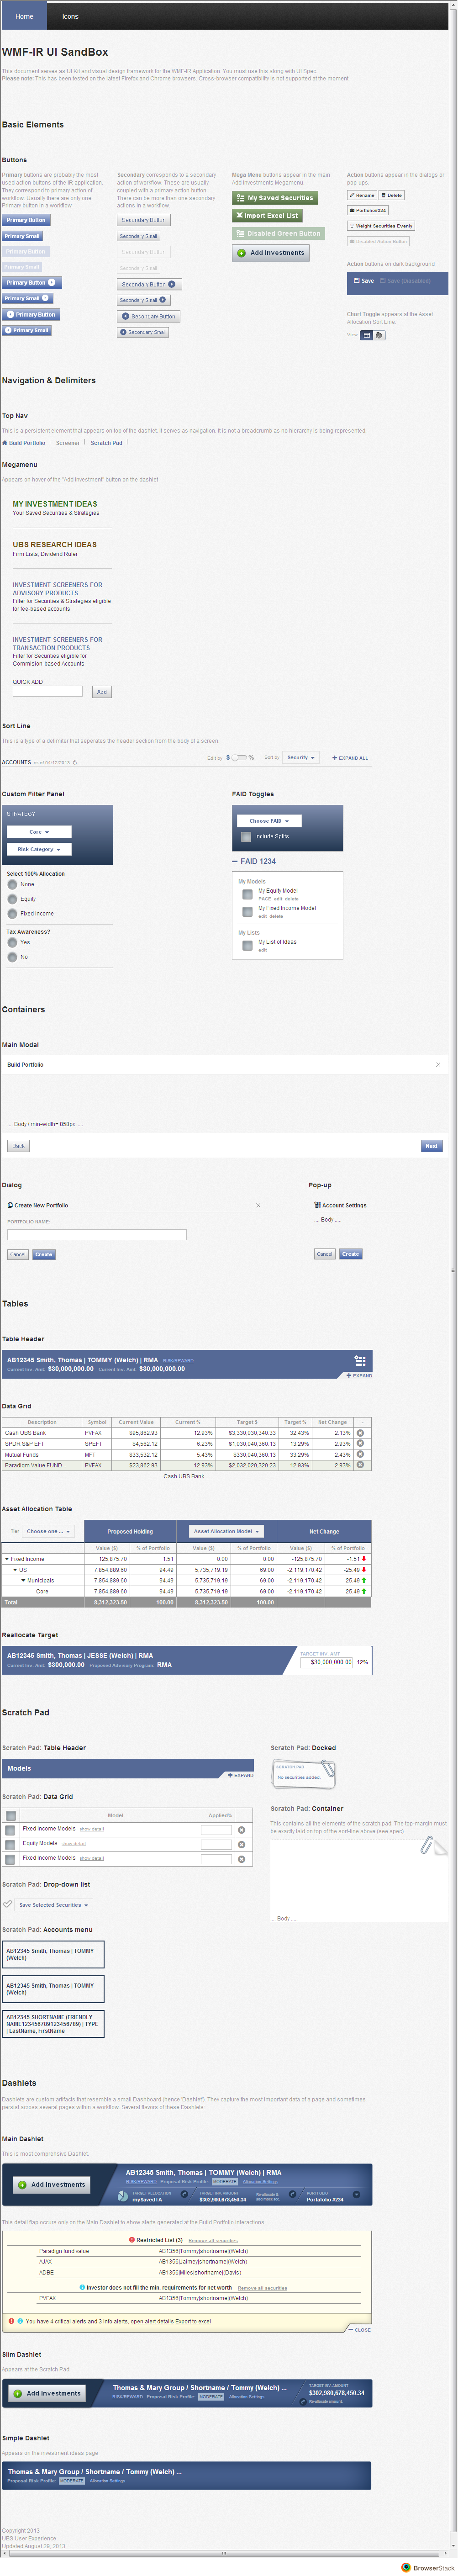 Home
Icons
WMF-IR UI SandBox
This document serves as UI Kit and visual design framework for the WMF-IR Application. You must use this along with UI Spec.
Please note: This has been tested on the latest Firefox and Chrome browsers. Cross-browser compatibility is not supported at the moment.
Basic Elements
Buttons
Primary buttons are probably the most used action buttons of the IR application. They correspond to primary action of workflow. Usually there are only one Primary button in a workflow.
Primary Button
Primary Small
Primary Button
Primary Small
Primary Button
Primary Small
Primary Button
Primary Small
Secondary corresponds to a secondary action of workflow. These are usually coupled with a primary action button. There can be more than one secondary actions in a workflow.
Secondary Button
Secondary Small
Secondary Button
Secondary Small
Secondary Button
Secondary Small
Secondary Button
Secondary Small
Mega Menu buttons appear in the main Add Investments Megamenu.
My Saved Securities
Import Excel List
Disabled Green Button
Add Investments
Action buttons appear in the dialogs or pop-ups.
Rename
Delete
Portfolio#224
Weight Securities Evenly
Disabled Action Button
Action buttons on dark background.
Save
Save (Disabled)
Chart Toggle appears at the Asset Allocation Sort Line.
View
Navigation & Delimiters
Top Nav
This is a persistent element that appears on top of the dashlet. It serves as navigation. It is not a breadcrumb as no hierarchy is being represented.
Build Portfolio
Screener
Scratch Pad
Megamenu
Appears on hover of the "Add Investment" button on the dashlet
MY INVESTMENT IDEAS
Your Saved Securities & Strategies
UBS RESEARCH IDEAS
Firm Lists, Dividend Ruler
INVESTMENT SCREENERS FOR
ADVISORY PRODUCTS
Filter for Securities & Strategies eligible
for fee-based accounts
INVESTMENT SCREENERS FOR
TRANSACTION PRODUCTS
Filter for Securities eligible for
Commision-based Accounts
QUICK ADD
Add
Sort Line
This is a type of a delimiter that seperates the header section from the body of a screen.
ACCOUNTS as of 04/12/2013
Edit by $ %
Sort by Security
EXPAND ALL
Custom Filter Panel
STRATEGY
Core
Risk Category
Select 100% Allocation
None
Equity
Fixed Income
Tax Awareness?
Yes
No
FAID Toggles
Choose FAID
Include Splits
FAID 1234
My Models
My Equity Model
PACE edit delete
My Fixed Income Model
edit delete
My Lists
My List of Ideas
edit
Containers
Main Modal
Build Portfolio
... Body / min-width= 858px ....
Back
Next
Dialog
Create New Portfolio
PORTFOLIO NAME:
Cancel
Create
Pop-up
Account Settings
.... Body ....
Cancel
Create
Tables
Table Header
AB12345 Smith, Thomas | TOMMY (Welch) | RMA RISK/REWARD
Current Inv. Amt: $30,000,000.00 Current Inv. Amt: $30,000,000.00
EXPAND
Data Grid
Description Symbol Current Value Current % Target $ Target % Net Change
Cash UBS Bank PVFAX $95,862.93 12.93% $3,330,030,340.33 32.43% 2.13%
SPDR S&P EFT SPEFT $4,562.12 6.23% $1,030,040,360.13 13.29% 2.93%
Mutual Funds MFT $33,532.12 5.43% $330,040,360.13 33.29% 2.43%
Paradigm Value FUND ... PVFAX $23,862.93 12.93% $2,032,020,320.23 12.93% 2.93%
Cash UBS Bank
Asset Allocation Table
Tier Choose one ... Proposed Holding Asset Allocation Model Net Change
Value ($) % of Portfolio Value ($) % of Portfolio Value ($) % of Portfolio
Fixed Income 125,875.70 1.51 0.00 0.00 -125,875.70 -1.51
US 7,854,889.60 94.49 5,735,719.19 69.00 -2,119,170.42 -25.49
Municipals 7,854,889.60 94.49 5,735,719.19 69.00 -2,119,170.42 25.49
Core 7,854,889.60 94.49 5,735,719.19 69.00 -2,119,170.42 25.49
Total 8,312,323.50 100.00 8,312,323.50 100.00
Reallocate Target
AB12345 Smith, Thomas | JESSE (Welch) | RMA
Current Inv. Amt: $300,000.00 Proposed Advisory Program: RMA
TARGET INV. AMT
$30,000,000.00 12%
Scratch Pad
Scratch Pad: Table Header
Models
EXPAND
Scratch Pad: Data Grid
Model Applied%
Fixed Income Models show detail
Equity Models show detail
Fixed Income Models show detail
Scratch Pad: Drop-down list
Save Selected Securities
Scratch Pad: Accounts menu
AB12345 Smith, Thomas | TOMMY
(Welch)
AB12345 Smith, Thomas | TOMMY
(Welch)
AB12345 SHORTNAME (FRIENDLY
NAME123456789123456789) | TYPE
| LastName, FirstName
Scratch Pad: Docked
SCRATCH PAD
No securities added.
Scratch Pad: Container
This contains all the elements of the scratch pad. The top-margin must be exactly laid on top of the sort-line above (see spec).
... Body ....
Dashlets
Dashlets are custom artifacts that resemble a small Dashboard (hence 'Dashlet'). They capture the most important data of a page and sometimes persist across several pages within a workflow. Several flavors of these Dashlets:
Main Dashlet
This is most comprehensive Dashlet
Add Investments
AB12345 Smith, Thomas | TOMMY (Welch) | RMA
RISK/REWARD Proposal Risk Profile: MODERATE Allocation Settings
TARGET ALLOCATION
mySavedTA
TARGET INV. AMOUNT
$302,980,678,450.34
Re-allocate &
add/mock acc.
PORTFOLIO
Portafolio #234
This detail flaps occurs only on the Main Dashlet to show alerts generated at the Build Portfolio interactions.
Restricted List (3) Remove all securities
Paradign fund value AB1356(Tommy|shortname)(Welch)
AJAX AB1356(Jaimey|shortname)(Welch)
ADBE AB1356(Miles|shortname)(Davis)
Investor does not fill the min. requirements for net worth Remove all securities
PVFAX AB1356(Tommy|shortname)(Welch)
You have 4 critical alerts and 3 info alerts, open alert details Export to excel
CLOSE
Slim Dashlet
Appears at the Scratch Pad
Add Investments
Thomas & Mary Group / Shortname / Tommy (Welch) ...
RISK/REWARD Proposal Risk Profile: MODERATE Allocation Settings
TARGET INV. AMOUNT
$302,980,678,450.34
Re-allocate amount.
Simple Dashlet
Appears on the investment ideas page
Thomas & Mary Group / Shortname / Tommy (Welch) ...
Proposal Risk Profile: MODERATE Allocation Settings
Copyright 2013
UBS User Experience
Updated August 29, 2013
BrowserStack